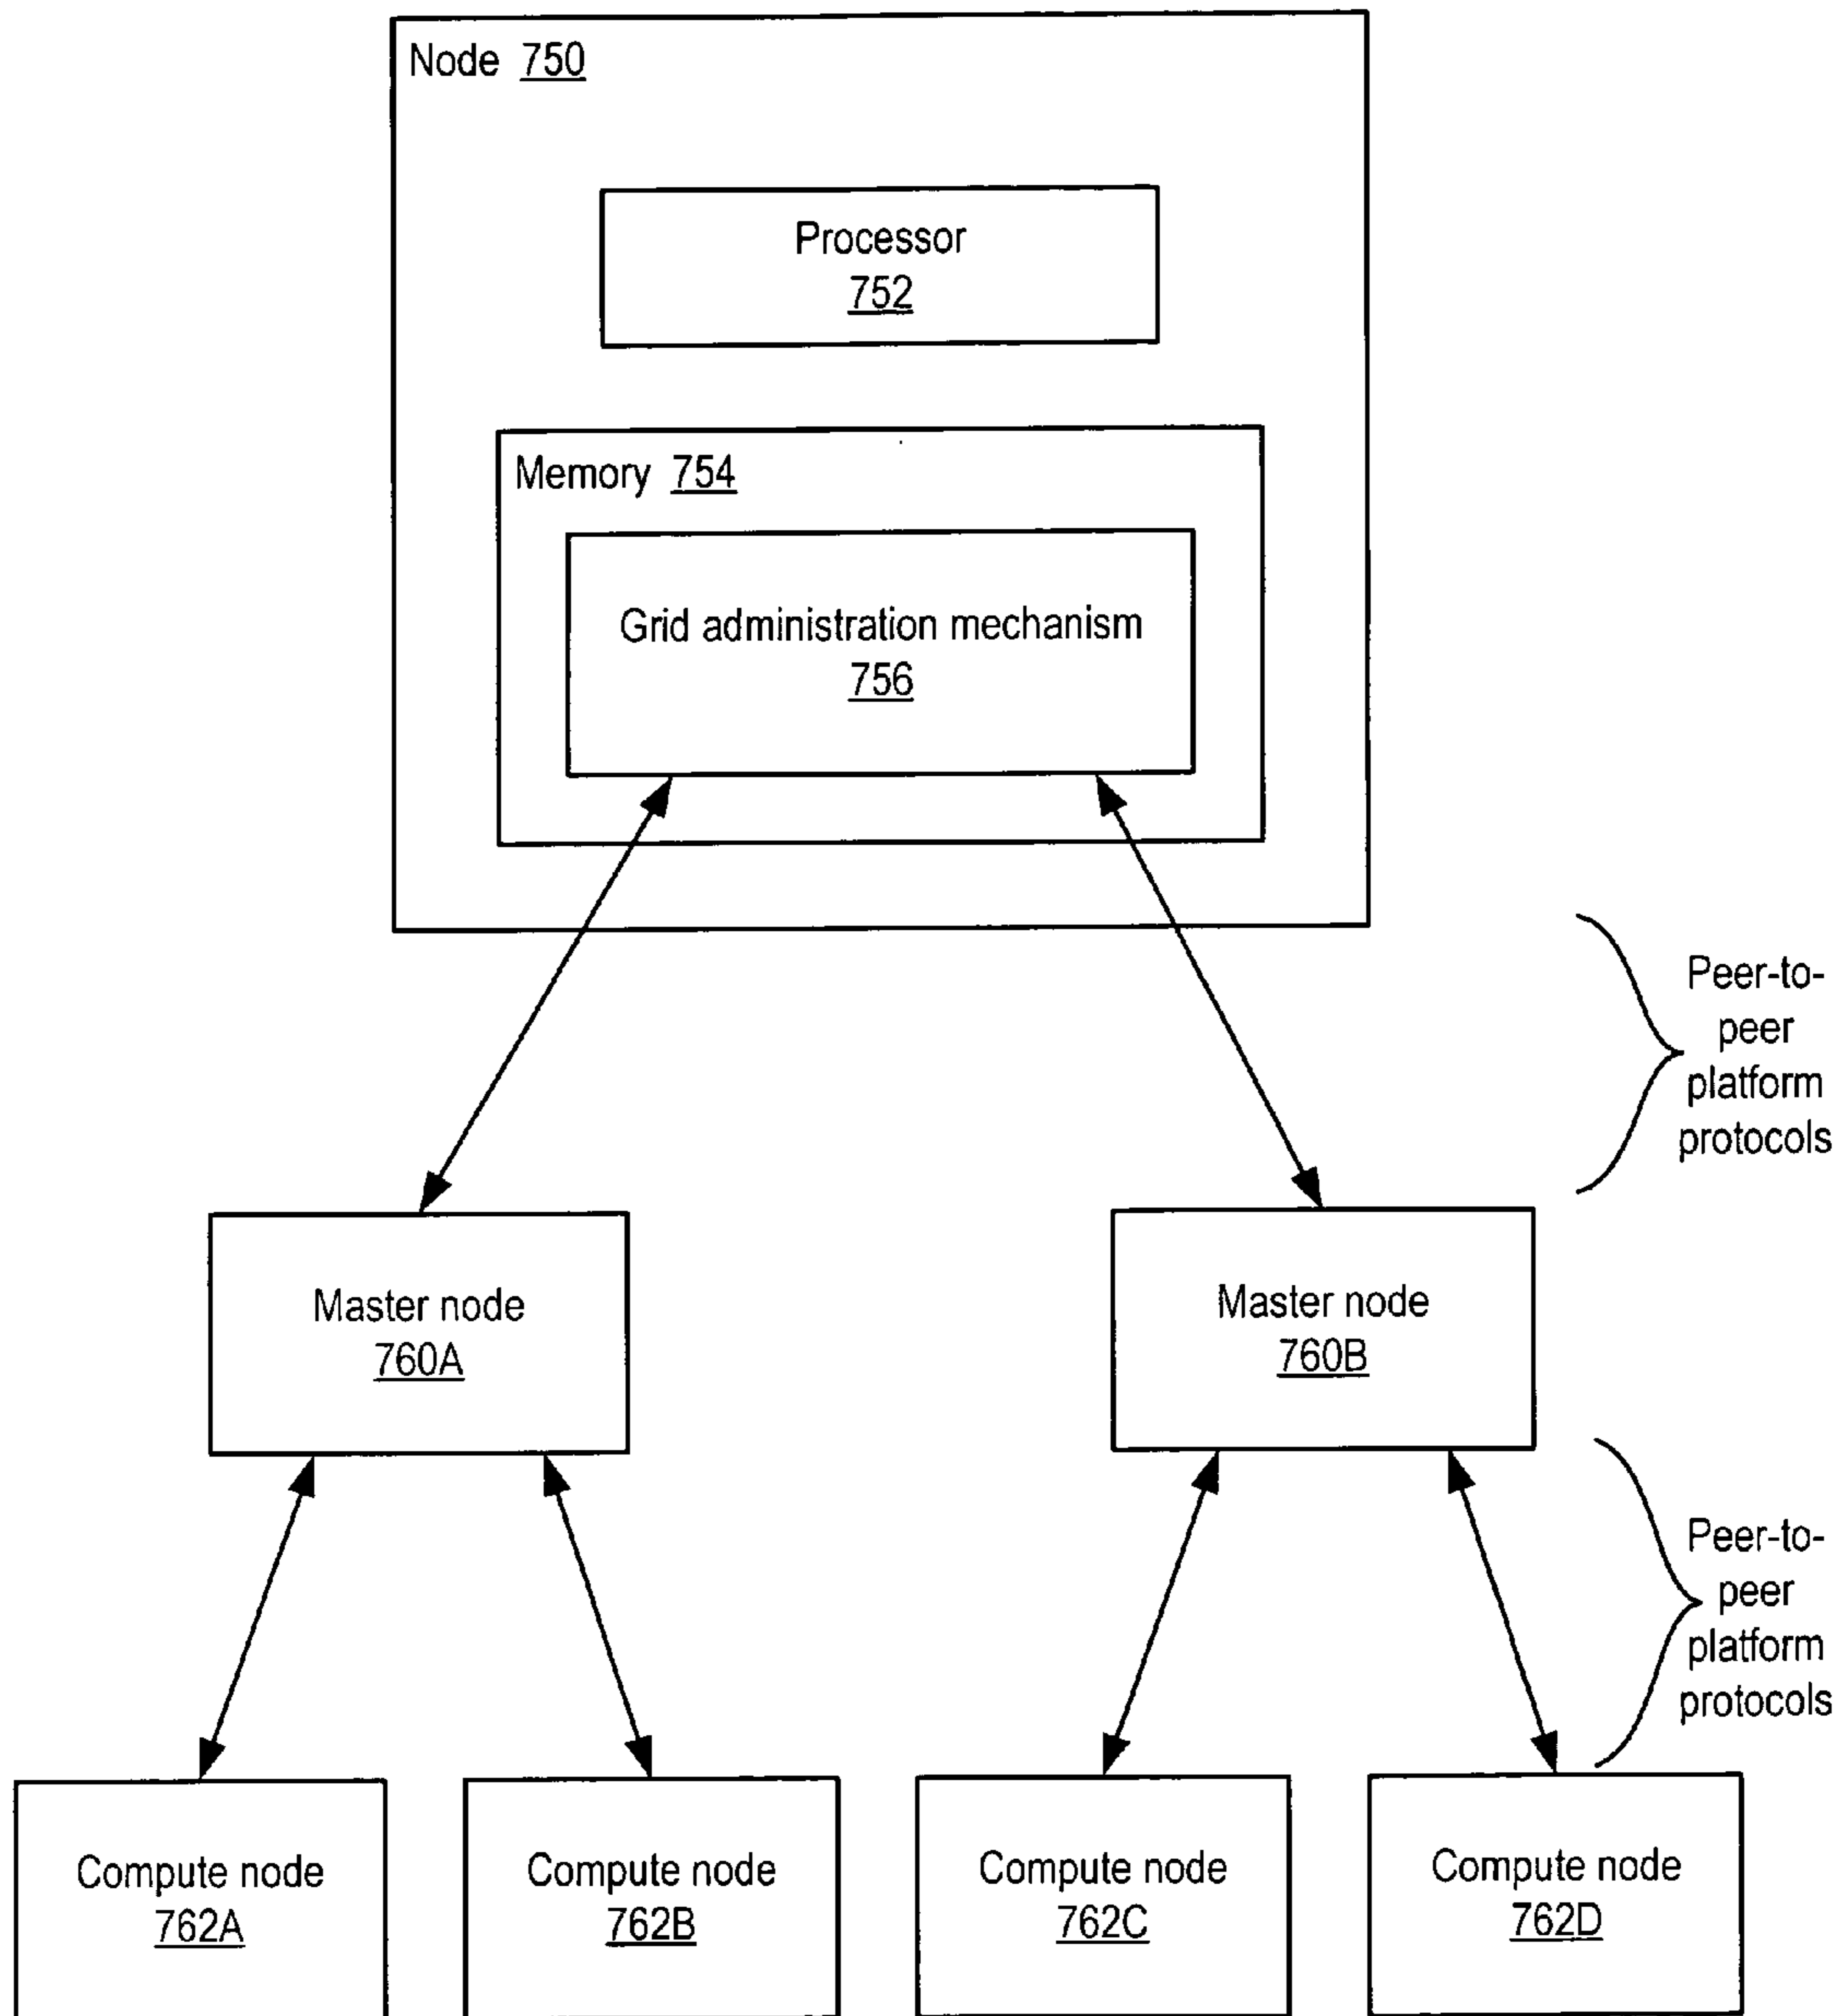 Node 750
Processor
752
Memory 754
Grid administration mechanism
756
Peer-to-
peer
platform
protocols
Master node
760A
Master node
760B
Peer-to-
peer
platform
protocols
Compute node
762A
Compute node
762B
Compute node
762C
Compute node
762D